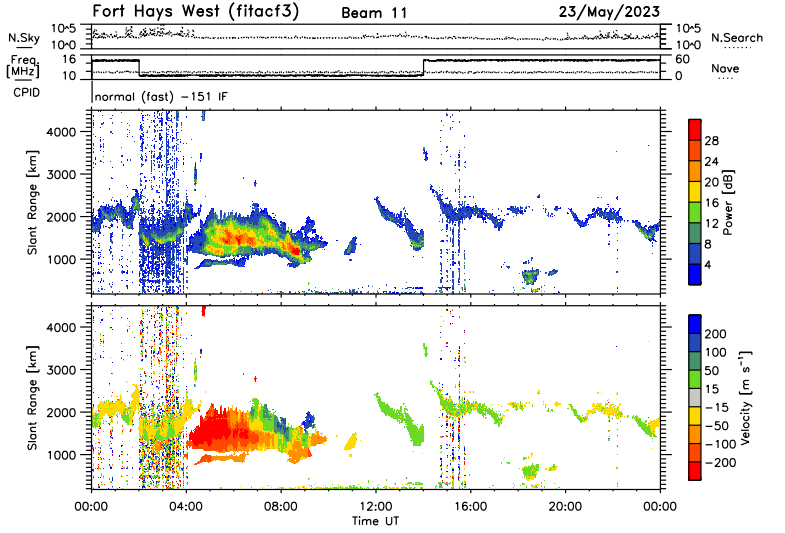 Fort Hays West (fitacf3) Beam 11 23/May/2023
N.Sky 10^5 10^0 10^5 10^0 N.Search
Freq. [MHz] 16 10 60 0 Nave
CPID normal (fast) -151 IF
Slant Range [km]
4000
3000
2000
1000
28
24
20
16
12
8
4
Power [dB]
Slant Range [km]
4000
3000
2000
1000
200
100
50
15
-15
-50
-100
-200
Velocity [m s⁻¹]
00:00 04:00 08:00 12:00 16:00 20:00 00:00
Time UT